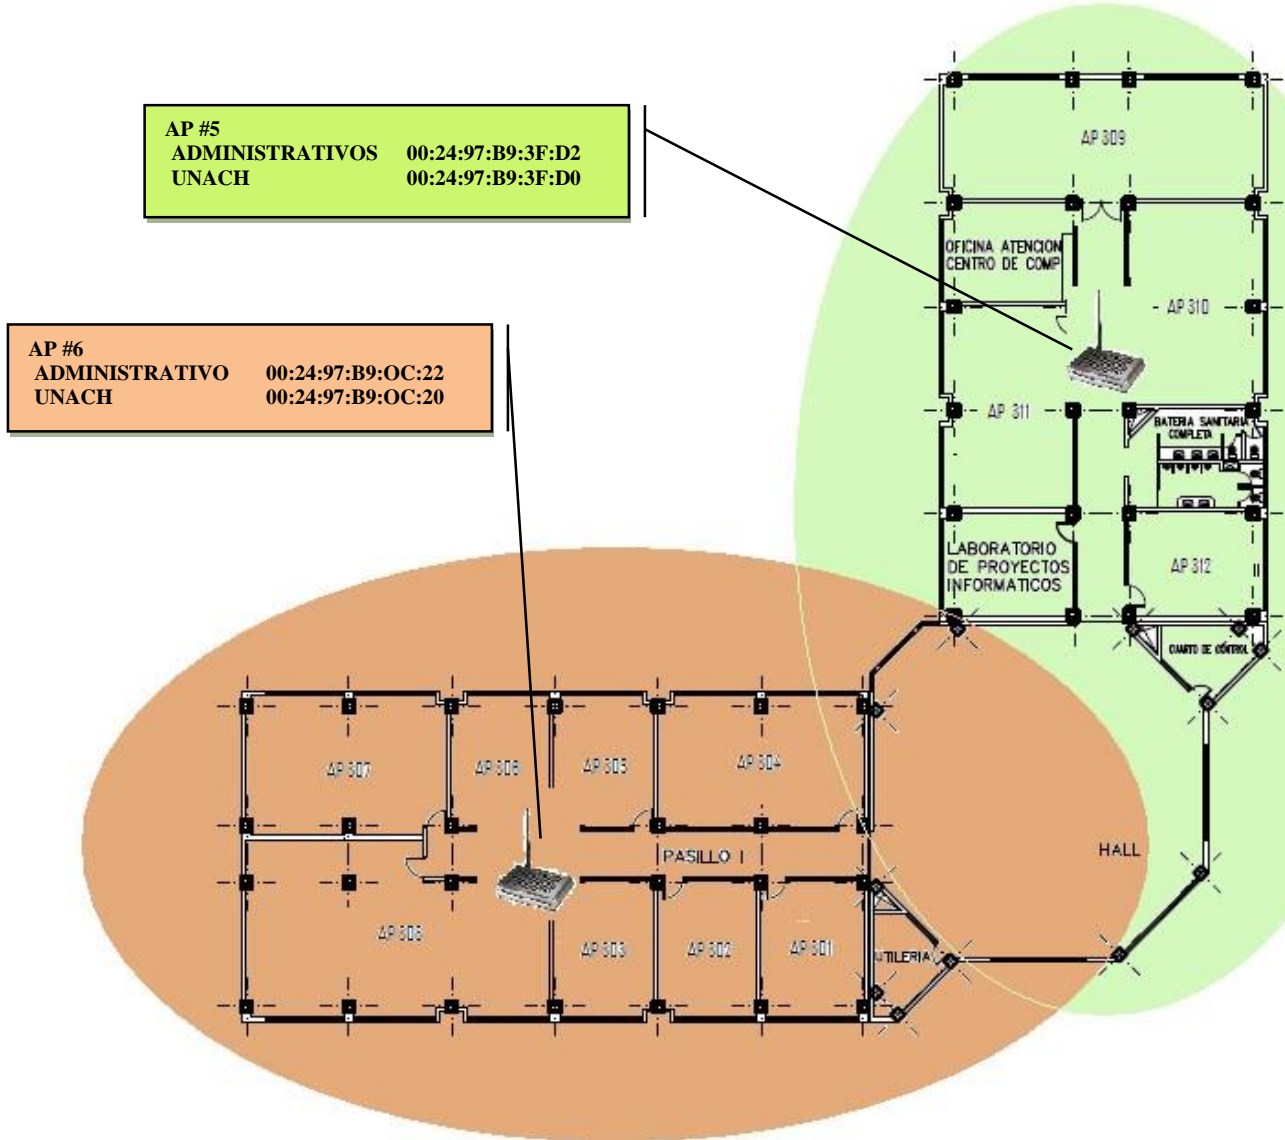 AP #5
ADMINISTRATIVOS 00:24:97:B9:3F:D2
UNACH 00:24:97:B9:3F:D0
AP #6
ADMINISTRATIVO 00:24:97:B9:OC:22
UNACH 00:24:97:B9:OC:20
AP 309
OFICINA ATENCION
CENTRO DE COMP
AP 310
AP 311
BATERIA SANITARIA
COMPLETA
LABORATORIO
DE PROYECTOS
INFORMATICOS
AP 312
CUARTO DE CONTROL
AP 307
AP 306
AP 305
AP 304
PASILLO I
HALL
AP 303
AP 302
AP 301
UTILERIA